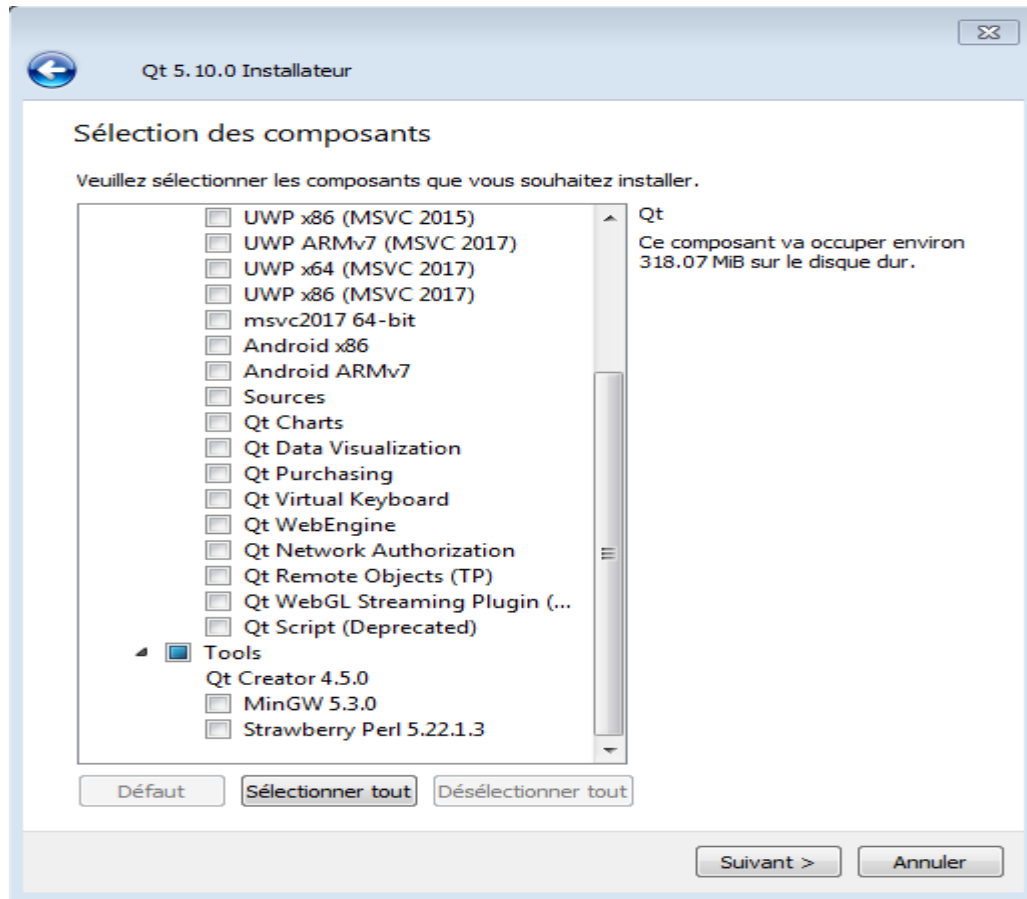 Qt 5.10.0 Installateur
Sélection des composants
Veuillez sélectionner les composants que vous souhaitez installer.
UWP x86 (MSVC 2015)
UWP ARMv7 (MSVC 2017)
UWP x64 (MSVC 2017)
UWP x86 (MSVC 2017)
msvc2017 64-bit
Android x86
Android ARMv7
Sources
Qt Charts
Qt Data Visualization
Qt Purchasing
Qt Virtual Keyboard
Qt WebEngine
Qt Network Authorization
Qt Remote Objects (TP)
Qt WebGL Streaming Plugin (...
Qt Script (Deprecated)
Tools
Qt Creator 4.5.0
MinGW 5.3.0
Strawberry Perl 5.22.1.3
Qt
Ce composant va occuper environ
318.07 MiB sur le disque dur.
Défaut
Sélectionner tout
Désélectionner tout
Suivant >
Annuler